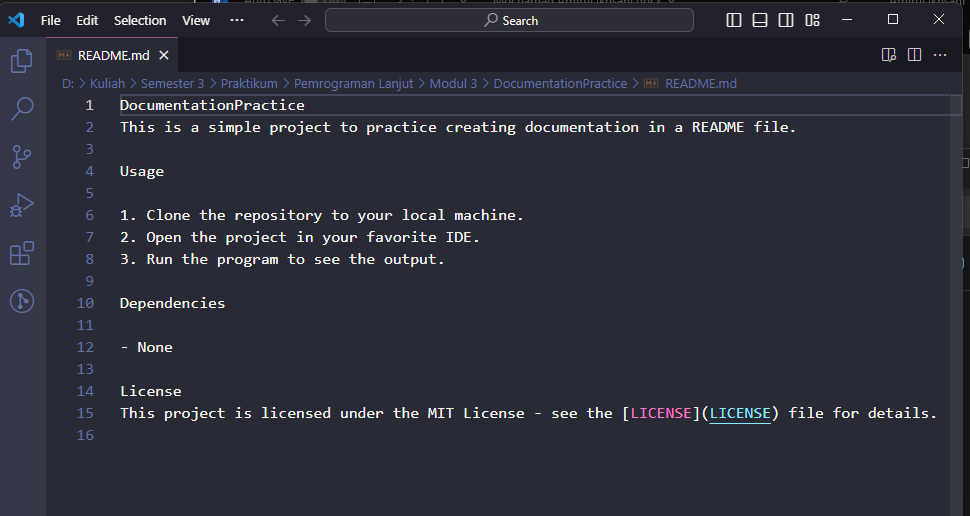 File Edit Selection View ··· Search
README.md
D: > Kuliah > Semester 3 > Praktikum > Pemrograman Lanjut > Modul 3 > DocumentationPractice > README.md
1 DocumentationPractice
2 This is a simple project to practice creating documentation in a README file.
3
4 Usage
5
6 1. Clone the repository to your local machine.
7 2. Open the project in your favorite IDE.
8 3. Run the program to see the output.
9
10 Dependencies
11
12 - None
13
14 License
15 This project is licensed under the MIT License - see the [LICENSE](LICENSE) file for details.
16